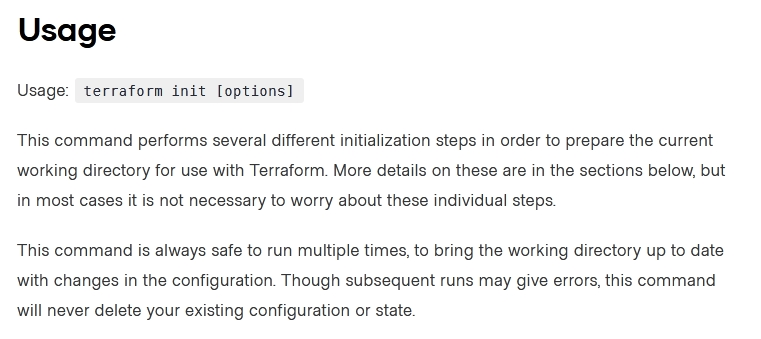 Usage
Usage: terraform init [options]
This command performs several different initialization steps in order to prepare the current
working directory for use with Terraform. More details on these are in the sections below, but
in most cases it is not necessary to worry about these individual steps.
This command is always safe to run multiple times, to bring the working directory up to date
with changes in the configuration. Though subsequent runs may give errors, this command
will never delete your existing configuration or state.